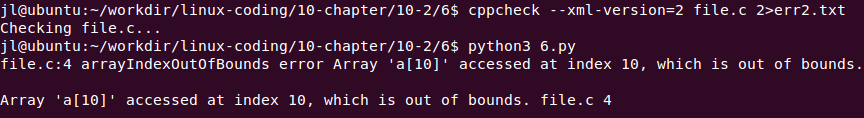 jl@ubuntu:~/workdir/linux-coding/10-chapter/10-2/6$ cppcheck --xml-version=2 file.c 2>err2.txt
Checking file.c...
jl@ubuntu:~/workdir/linux-coding/10-chapter/10-2/6$ python3 6.py
file.c:4 arrayIndexOutOfBounds error Array 'a[10]' accessed at index 10, which is out of bounds.
Array 'a[10]' accessed at index 10, which is out of bounds. file.c 4